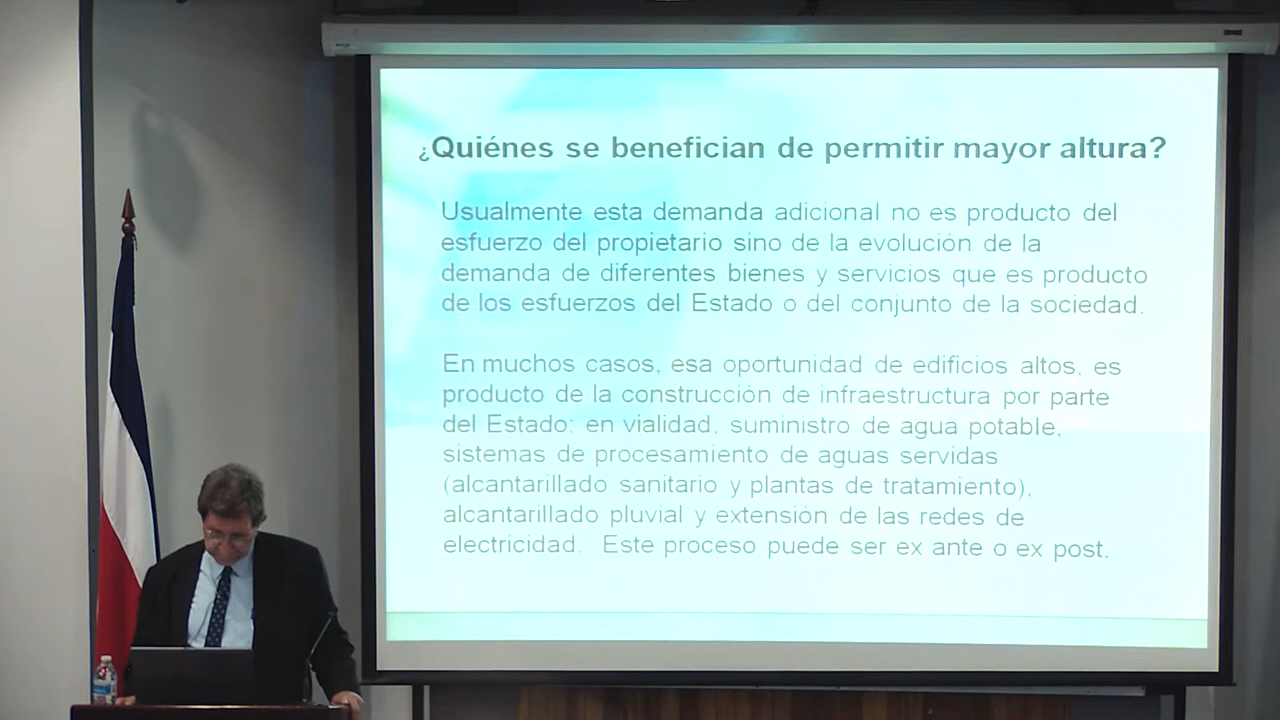 ¿Quiénes se benefician de permitir mayor altura?
Usualmente esta demanda adicional no es producto del
esfuerzo del propietario sino de la evolución de la
demanda de diferentes bienes y servicios que es producto
de los esfuerzos del Estado o del conjunto de la sociedad.
En muchos casos, esa oportunidad de edificios altos, es
producto de la construcción de infraestructura por parte
del Estado; en vialidad, suministro de agua potable,
sistemas de procesamiento de aguas servidas
(alcantarillado sanitario y plantas de tratamiento),
alcantarillado pluvial y extensión de las redes de
electricidad. Este proceso puede ser ex ante o ex post.